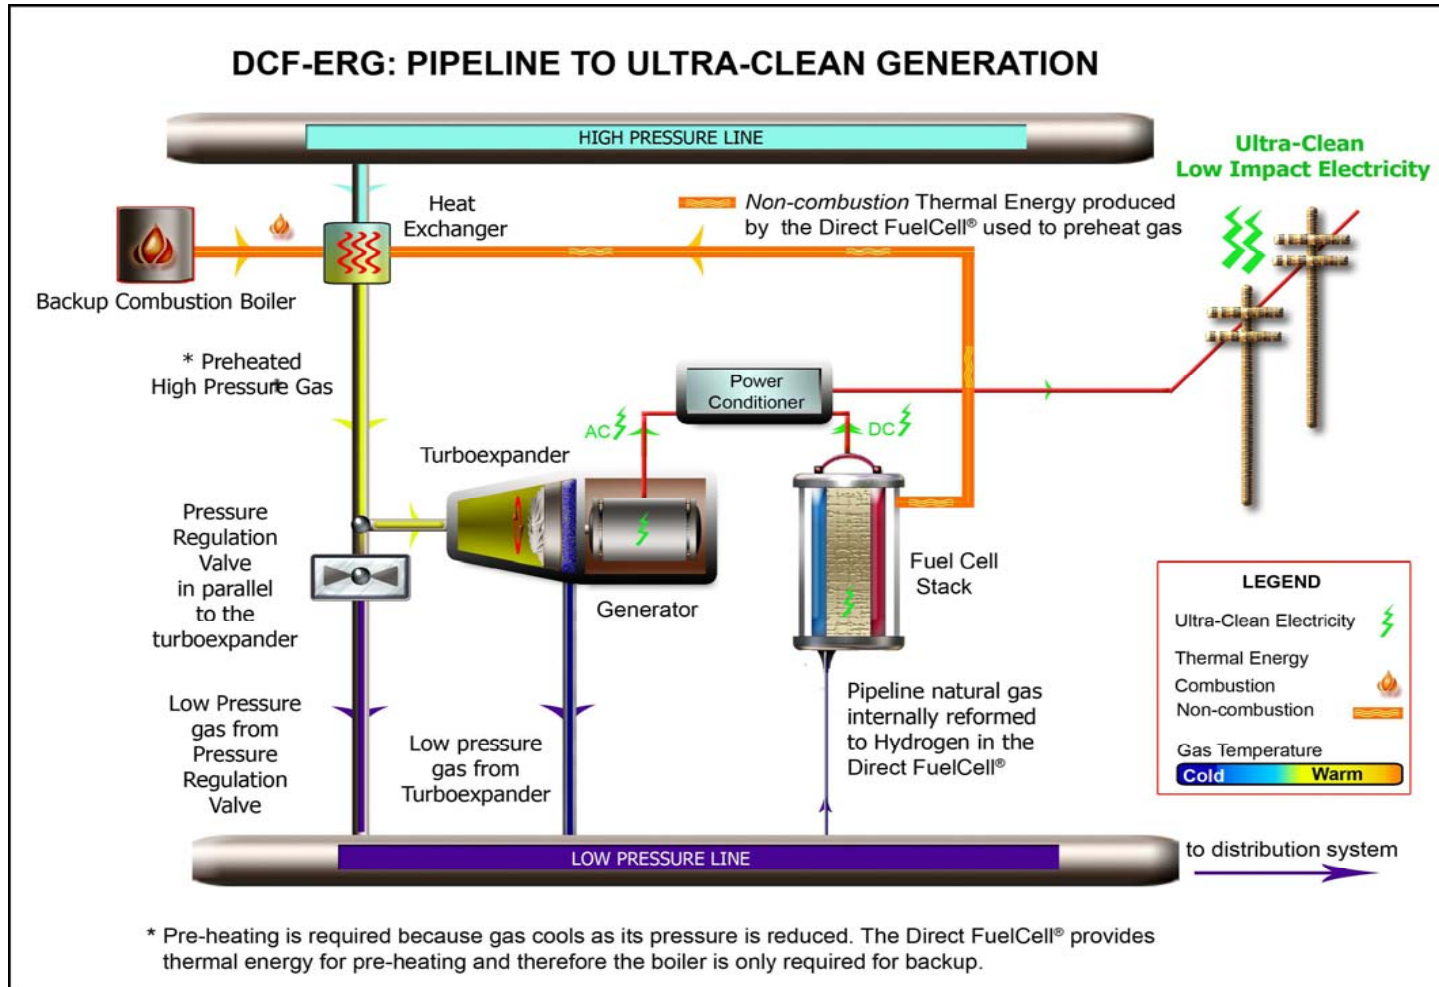 DCF-ERG: PIPELINE TO ULTRA-CLEAN GENERATION
HIGH PRESSURE LINE
Ultra-Clean
Low Impact Electricity
Heat
Exchanger
Non-combustion Thermal Energy produced
by the Direct FuelCell® used to preheat gas
Backup Combustion Boiler
* Preheated
High Pressure Gas
Power
Conditioner
AC
DC
Turboexpander
Pressure
Regulation
Valve
in parallel
to the
turboexpander
Generator
Fuel Cell
Stack
LEGEND
Ultra-Clean Electricity
Thermal Energy
Combustion
Non-combustion
Gas Temperature
Cold
Warm
Low Pressure
gas from
Pressure
Regulation
Valve
Low pressure
gas from
Turboexpander
Pipeline natural gas
internally reformed
to Hydrogen in the
Direct FuelCell®
LOW PRESSURE LINE
to distribution system
* Pre-heating is required because gas cools as its pressure is reduced. The Direct FuelCell® provides
thermal energy for pre-heating and therefore the boiler is only required for backup.